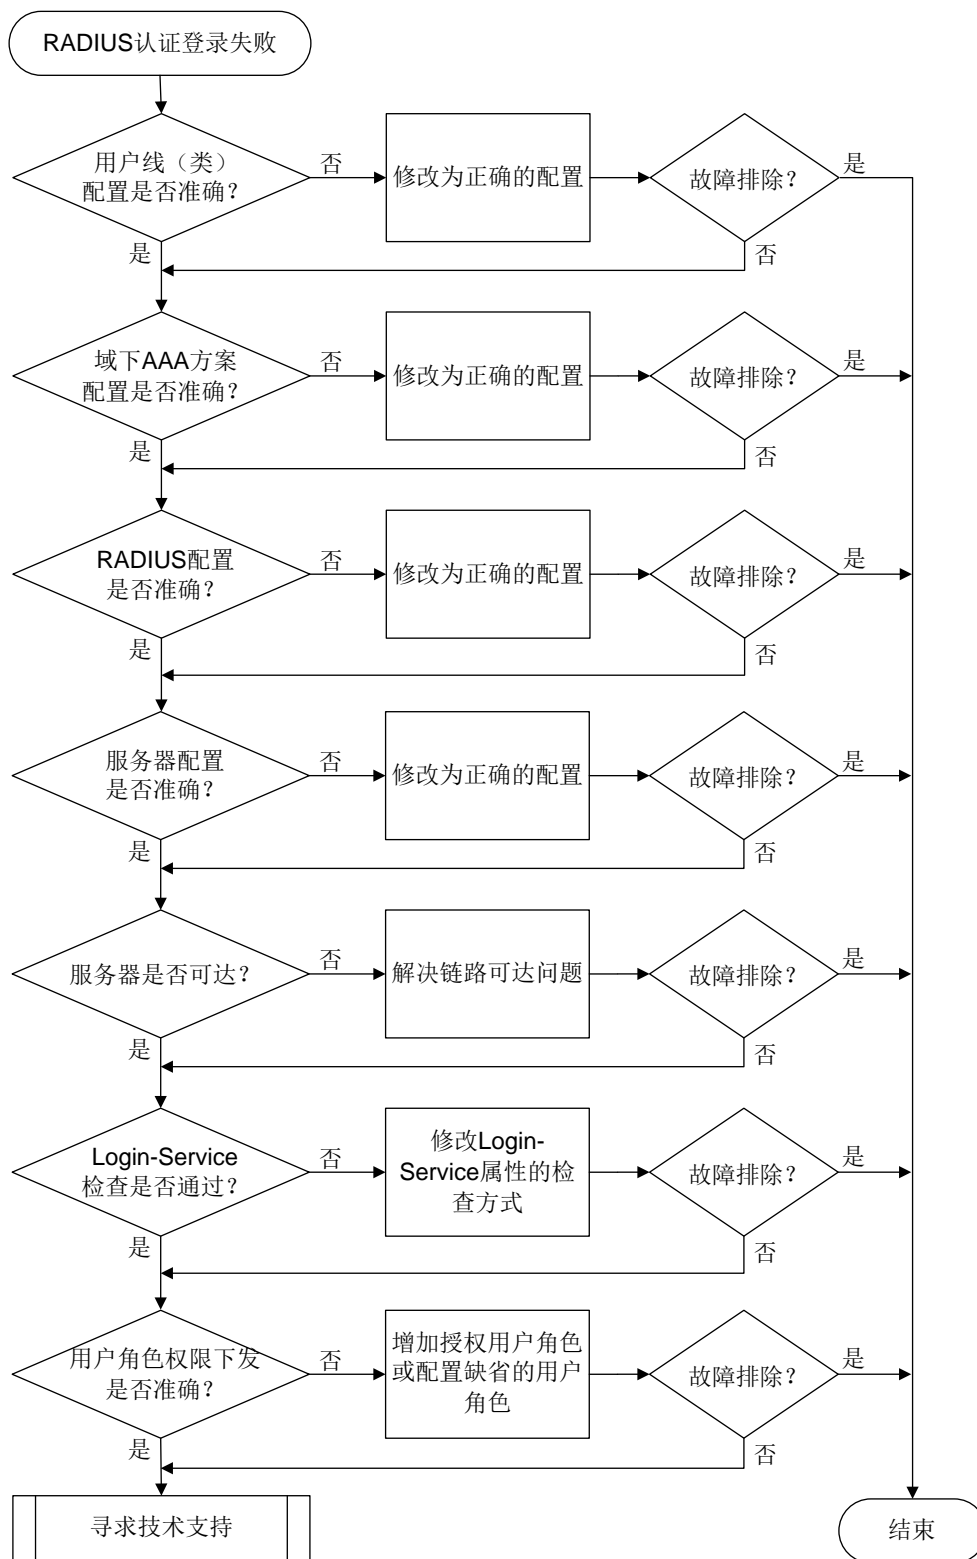 RADIUS认证登录失败
用户线（类）
配置是否准确？
否
修改为正确的配置
故障排除？
是
是
否
域下AAA方案
配置是否准确？
否
修改为正确的配置
故障排除？
是
是
否
RADIUS配置
是否准确？
否
修改为正确的配置
故障排除？
是
是
否
服务器配置
是否准确？
否
修改为正确的配置
故障排除？
是
是
否
服务器是否可达？
否
解决链路可达问题
故障排除？
是
是
否
Login-Service
检查是否通过？
否
修改Login-
Service属性的检
查方式
故障排除？
是
是
否
用户角色权限下发
是否准确？
否
增加授权用户角色
或配置缺省的用户
角色
故障排除？
是
是
否
寻求技术支持
结束